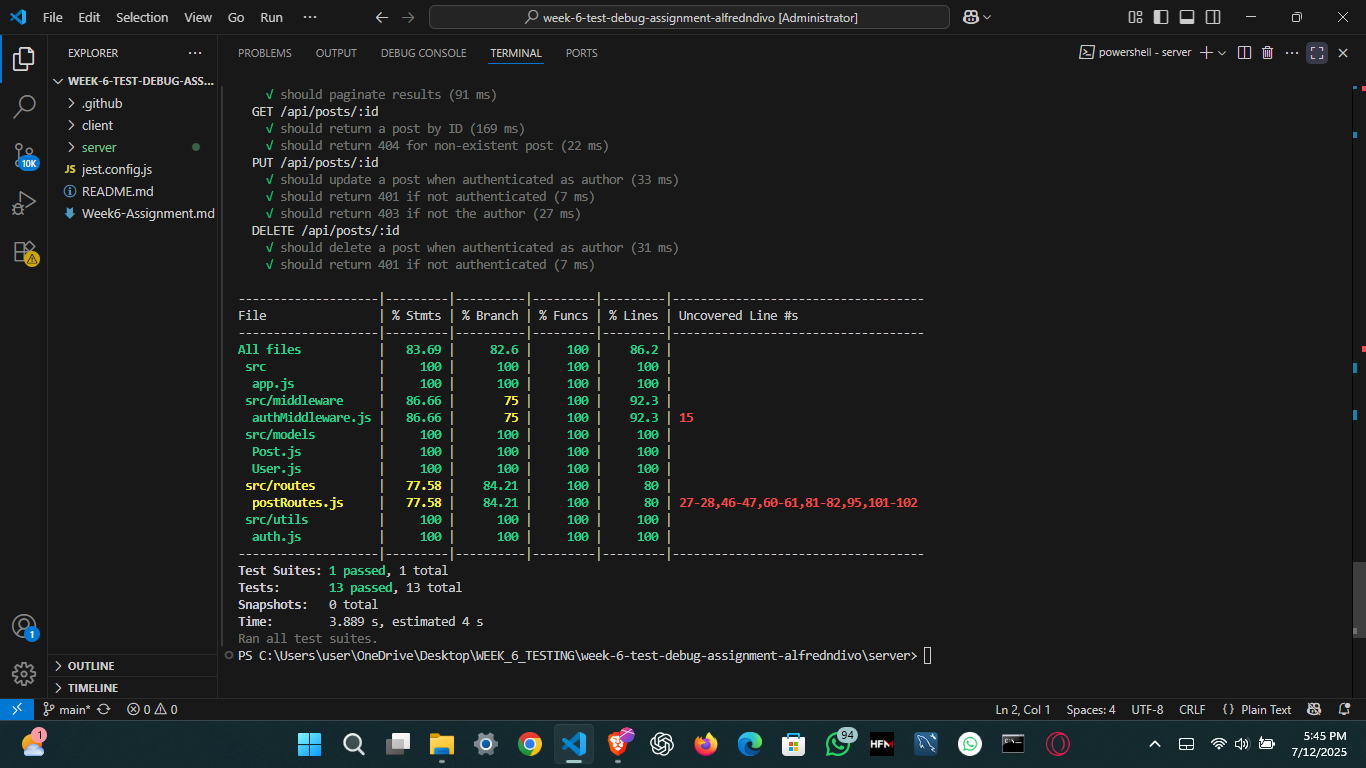 File Edit Selection View Go Run ··· week-6-test-debug-assignment-alfredndivo [Administrator]
EXPLORER ···
WEEK-6-TEST-DEBUG-ASS...
.github
client
server
JS jest.config.js
README.md
Week6-Assignment.md
10K
1
OUTLINE
TIMELINE
PROBLEMS OUTPUT DEBUG CONSOLE TERMINAL PORTS powershell - server
√ should paginate results (91 ms)
GET /api/posts/:id
√ should return a post by ID (169 ms)
√ should return 404 for non-existent post (22 ms)
PUT /api/posts/:id
√ should update a post when authenticated as author (33 ms)
√ should return 401 if not authenticated (7 ms)
√ should return 403 if not the author (27 ms)
DELETE /api/posts/:id
√ should delete a post when authenticated as author (31 ms)
√ should return 401 if not authenticated (7 ms)
--------------------|---------|----------|---------|---------|------------------------------------
File | % Stmts | % Branch | % Funcs | % Lines | Uncovered Line #s
--------------------|---------|----------|---------|---------|------------------------------------
All files | 83.69 | 82.6 | 100 | 86.2 |
src | 100 | 100 | 100 | 100 |
app.js | 100 | 100 | 100 | 100 |
src/middleware | 86.66 | 75 | 100 | 92.3 |
authMiddleware.js | 86.66 | 75 | 100 | 92.3 | 15
src/models | 100 | 100 | 100 | 100 |
Post.js | 100 | 100 | 100 | 100 |
User.js | 100 | 100 | 100 | 100 |
src/routes | 77.58 | 84.21 | 100 | 80 |
postRoutes.js | 77.58 | 84.21 | 100 | 80 | 27-28,46-47,60-61,81-82,95,101-102
src/utils | 100 | 100 | 100 | 100 |
auth.js | 100 | 100 | 100 | 100 |
--------------------|---------|----------|---------|---------|------------------------------------
Test Suites: 1 passed, 1 total
Tests: 13 passed, 13 total
Snapshots: 0 total
Time: 3.889 s, estimated 4 s
Ran all test suites.
PS C:\Users\user\OneDrive\Desktop\WEEK_6_TESTING\week-6-test-debug-assignment-alfredndivo\server>
main* 0 0 Ln 2, Col 1 Spaces: 4 UTF-8 CRLF {} Plain Text
1 94 HFM 5:45 PM
7/12/2025